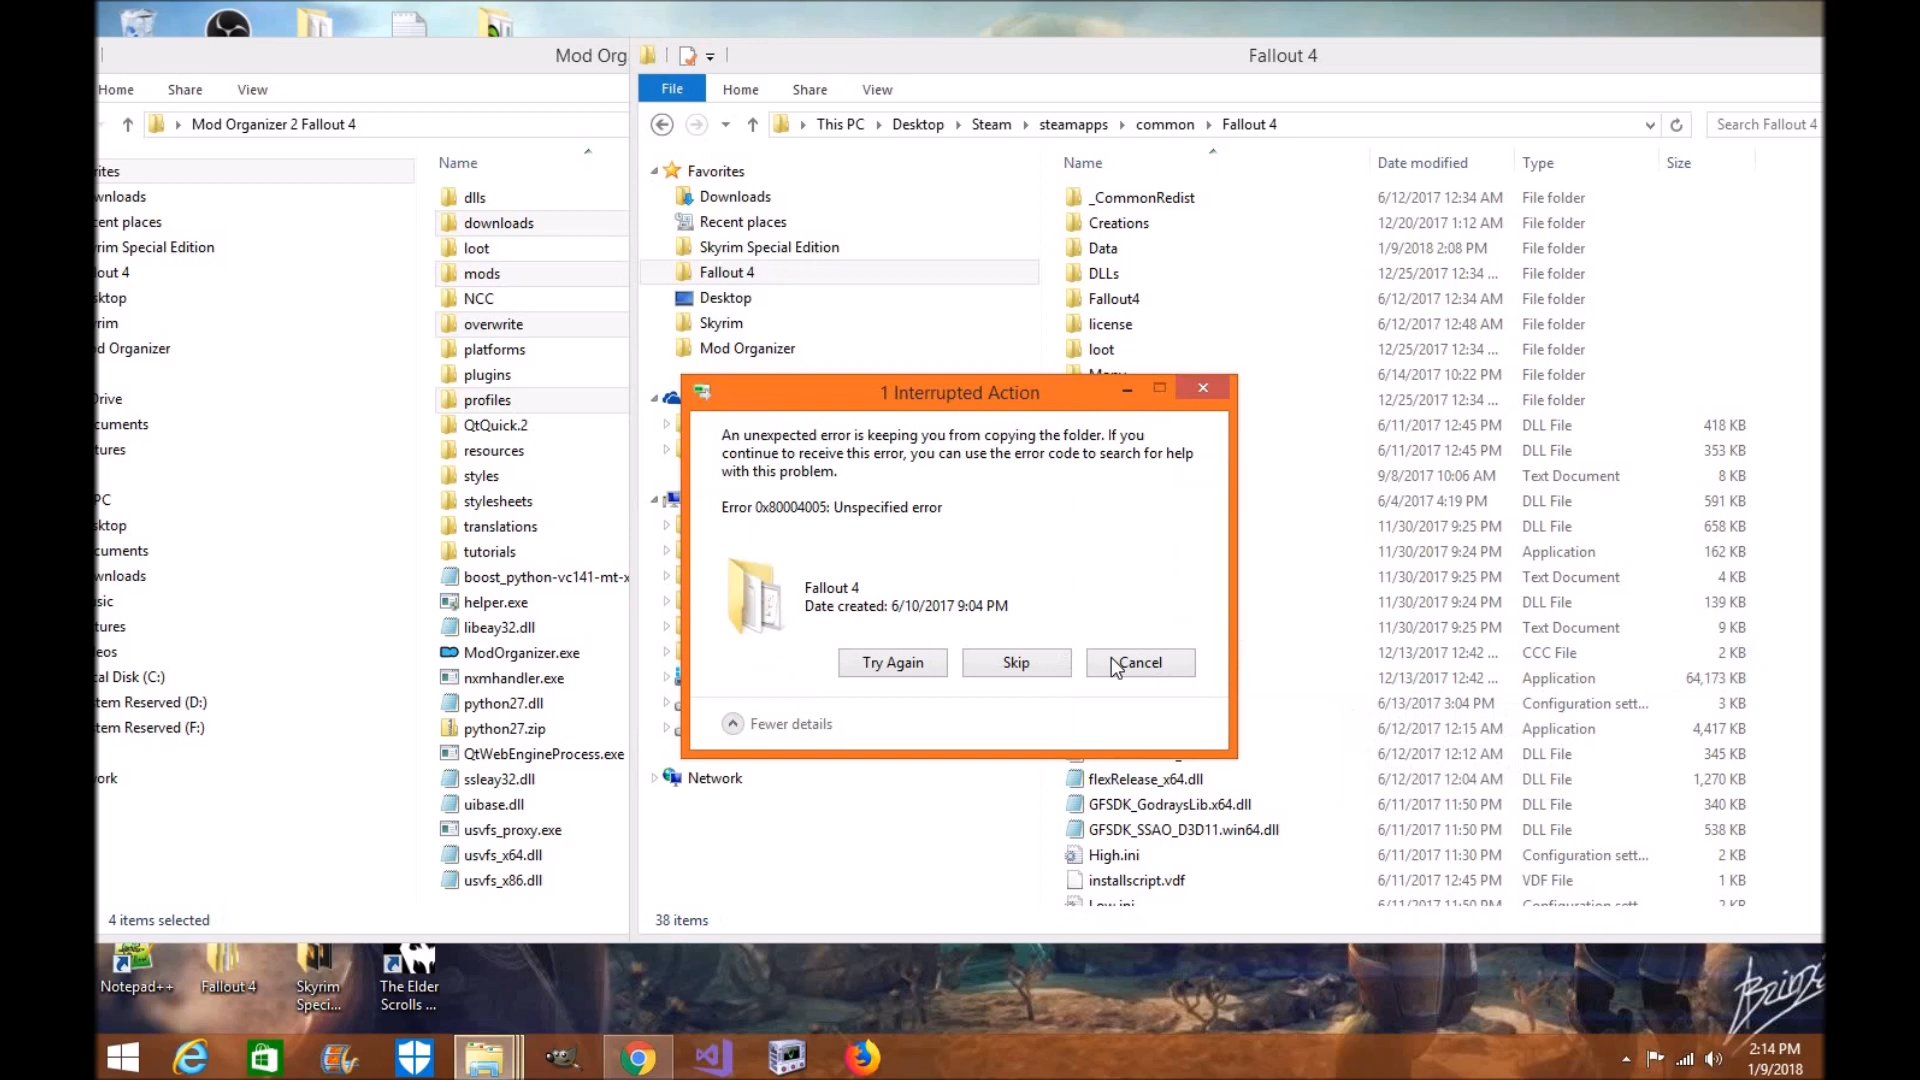 Mod Org
Home Share View
Mod Organizer 2 Fallout 4
Name
rites
wnloads
cent places
rim Special Edition
lout 4
sktop
rim
d Organizer
Drive
cuments
tures
PC
sktop
cuments
wnloads
sic
tures
eos
cal Disk (C:)
stem Reserved (D:)
stem Reserved (F:)
ork
dlls
downloads
loot
mods
NCC
overwrite
platforms
plugins
profiles
QtQuick.2
resources
styles
stylesheets
translations
tutorials
boost_python-vc141-mt-x
helper.exe
libeay32.dll
ModOrganizer.exe
nxmhandler.exe
python27.dll
python27.zip
QtWebEngineProcess.exe
ssleay32.dll
uibase.dll
usvfs_proxy.exe
usvfs_x64.dll
usvfs_x86.dll
4 items selected
Fallout 4
File Home Share View
This PC Desktop Steam steamapps common Fallout 4
Search Fallout 4
Favorites
Downloads
Recent places
Skyrim Special Edition
Fallout 4
Desktop
Skyrim
Mod Organizer
Network
Name Date modified Type Size
_CommonRedist 6/12/2017 12:34 AM File folder
Creations 12/20/2017 1:12 AM File folder
Data 1/9/2018 2:08 PM File folder
DLLs 12/25/2017 12:34 ... File folder
Fallout4 6/12/2017 12:34 AM File folder
license 6/12/2017 12:48 AM File folder
loot 12/25/2017 12:34 ... File folder
6/14/2017 10:22 PM File folder
12/25/2017 12:34 ... File folder
6/11/2017 12:45 PM DLL File 418 KB
6/11/2017 12:45 PM DLL File 353 KB
9/8/2017 10:06 AM Text Document 8 KB
6/4/2017 4:19 PM DLL File 591 KB
11/30/2017 9:25 PM DLL File 658 KB
11/30/2017 9:24 PM Application 162 KB
11/30/2017 9:25 PM Text Document 4 KB
11/30/2017 9:24 PM DLL File 139 KB
11/30/2017 9:25 PM Text Document 9 KB
12/13/2017 12:42 ... CCC File 2 KB
12/13/2017 12:42 ... Application 64,173 KB
6/13/2017 3:04 PM Configuration sett... 3 KB
6/12/2017 12:15 AM Application 4,417 KB
6/12/2017 12:12 AM DLL File 345 KB
flexRelease_x64.dll 6/12/2017 12:04 AM DLL File 1,270 KB
GFSDK_GodraysLib.x64.dll 6/11/2017 11:50 PM DLL File 340 KB
GFSDK_SSAO_D3D11.win64.dll 6/11/2017 11:50 PM DLL File 538 KB
High.ini 6/11/2017 11:30 PM Configuration sett... 2 KB
installscript.vdf 6/11/2017 12:45 PM VDF File 1 KB
Low.ini 6/11/2017 11:50 PM Configuration sett 2 KB
38 items
1 Interrupted Action
An unexpected error is keeping you from copying the folder. If you
continue to receive this error, you can use the error code to search for help
with this problem.
Error 0x80004005: Unspecified error
Fallout 4
Date created: 6/10/2017 9:04 PM
Try Again Skip Cancel
Fewer details
Notepad++
Fallout 4
Skyrim
Speci...
The Elder
Scrolls ...
2:14 PM
1/9/2018